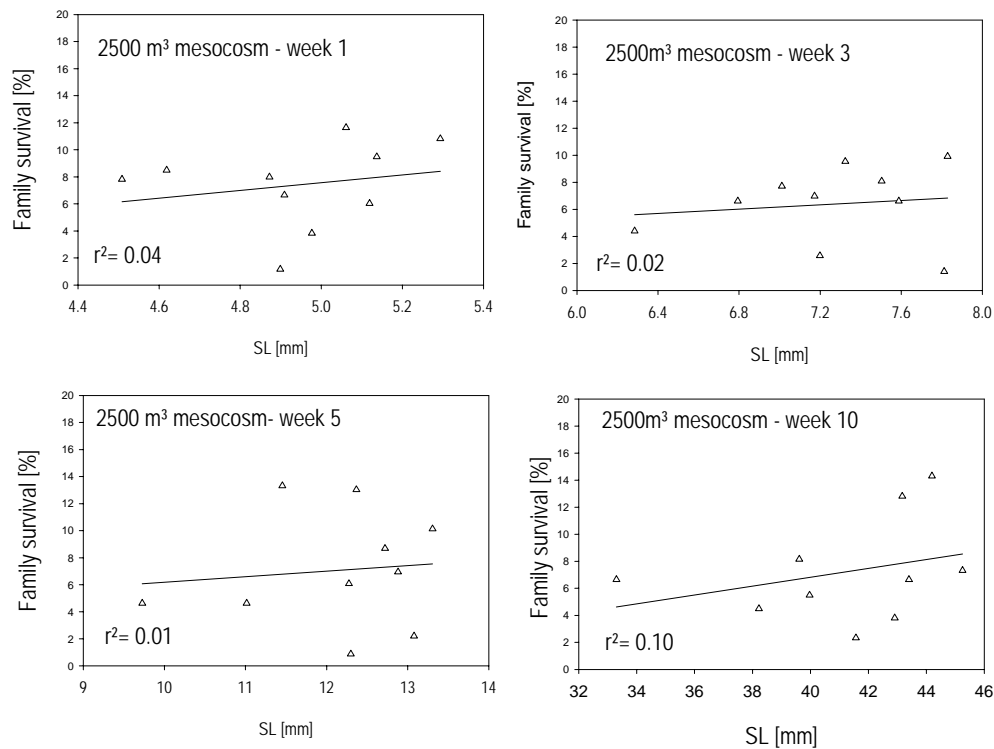 2500 m³ mesocosm - week 1
Family survival [%]
20
18
16
14
12
10
8
6
4
2
0
r²= 0.04
4.4 4.6 4.8 5.0 5.2 5.4
SL [mm]
2500m³ mesocosm - week 3
Family survival [%]
20
18
16
14
12
10
8
6
4
2
0
r²= 0.02
6.0 6.4 6.8 7.2 7.6 8.0
SL [mm]
2500 m³ mesocosm- week 5
Family survival [%]
20
18
16
14
12
10
8
6
4
2
0
r²= 0.01
9 10 11 12 13 14
SL [mm]
2500m³ mesocosm - week 10
Family survival [%]
20
18
16
14
12
10
8
6
4
2
0
r²= 0.10
32 34 36 38 40 42 44 46
SL [mm]